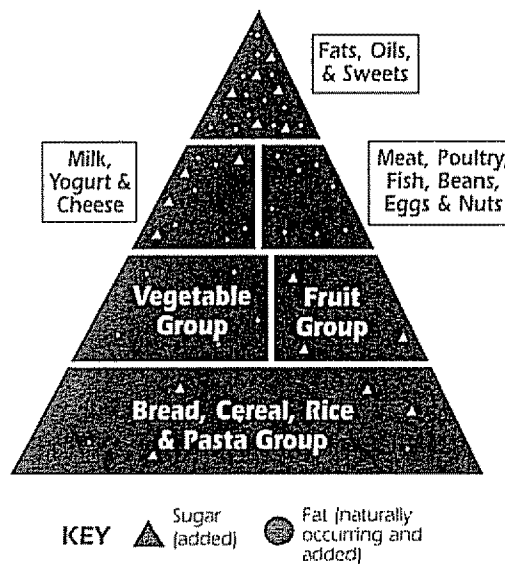 Fats, Oils,
& Sweets
Milk,
Yogurt &
Cheese
Meat, Poultry,
Fish, Beans,
Eggs & Nuts
Vegetable
Group
Fruit
Group
Bread, Cereal, Rice
& Pasta Group
KEY
Sugar
(added)
Fat (naturally
occurring and
added)